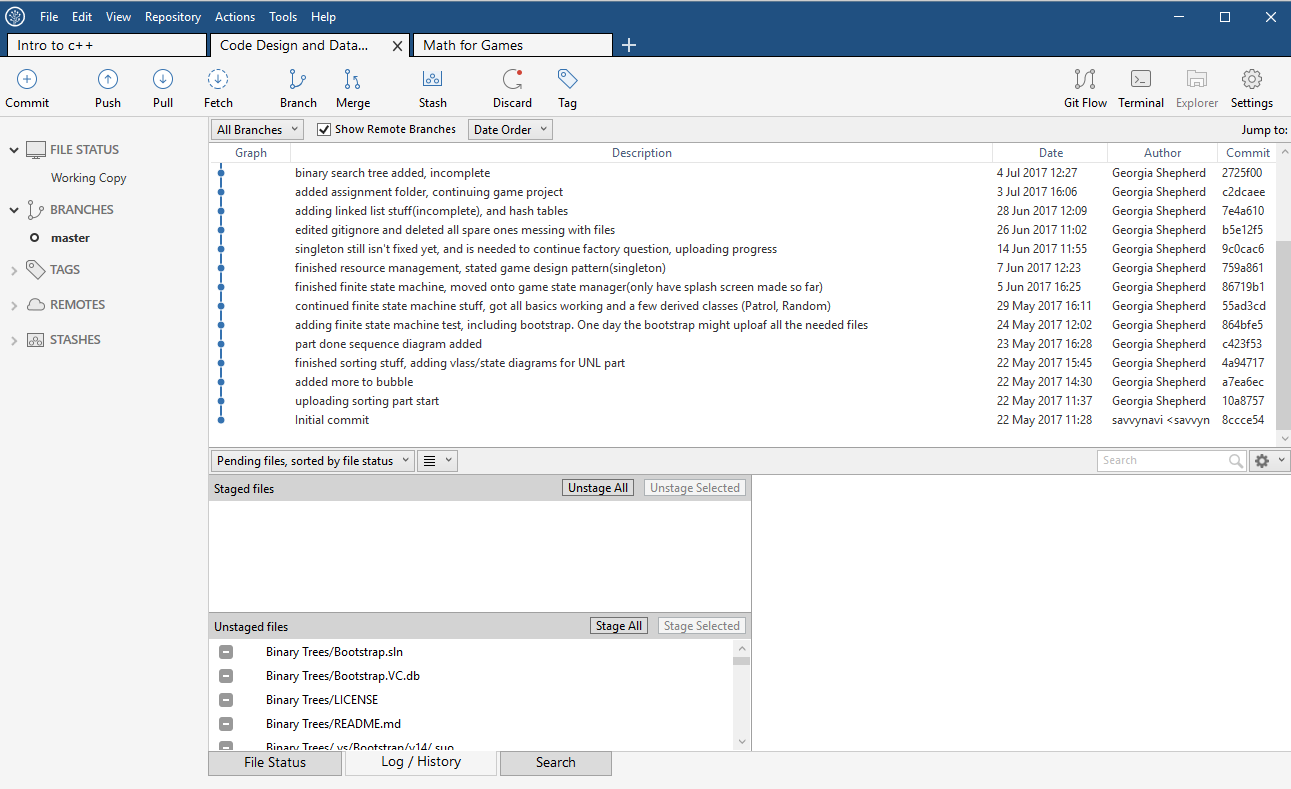 File Edit View Repository Actions Tools Help
Intro to c++ Code Design and Data... Math for Games
Commit Push Pull Fetch Branch Merge Stash Discard Tag Git Flow Terminal Explorer Settings
All Branches Show Remote Branches Date Order Jump to:
FILE STATUS
Working Copy
BRANCHES
master
TAGS
REMOTES
STASHES
Graph Description Date Author Commit
binary search tree added, incomplete 4 Jul 2017 12:27 Georgia Shepherd 2725f00
added assignment folder, continuing game project 3 Jul 2017 16:06 Georgia Shepherd c2dcaee
adding linked list stuff(incomplete), and hash tables 28 Jun 2017 12:09 Georgia Shepherd 7e4a610
edited gitignore and deleted all spare ones messing with files 26 Jun 2017 11:02 Georgia Shepherd b5e12f5
singleton still isn't fixed yet, and is needed to continue factory question, uploading progress 14 Jun 2017 11:55 Georgia Shepherd 9c0cac6
finished resource management, stated game design pattern(singleton) 7 Jun 2017 12:23 Georgia Shepherd 759a861
finished finite state machine, moved onto game state manager(only have splash screen made so far) 5 Jun 2017 16:25 Georgia Shepherd 86719b1
continued finite state machine stuff, got all basics working and a few derived classes (Patrol, Random) 29 May 2017 16:11 Georgia Shepherd 55ad3cd
adding finite state machine test, including bootstrap. One day the bootstrap might uploaf all the needed files 24 May 2017 12:02 Georgia Shepherd 864bfe5
part done sequence diagram added 23 May 2017 16:28 Georgia Shepherd c423f53
finished sorting stuff, adding vlass/state diagrams for UNL part 22 May 2017 15:45 Georgia Shepherd 4a94717
added more to bubble 22 May 2017 14:30 Georgia Shepherd a7ea6ec
uploading sorting part start 22 May 2017 11:37 Georgia Shepherd 10a8757
Initial commit 22 May 2017 11:28 savvynavi <savvyn 8ccce54
Pending files, sorted by file status Search
Staged files Unstage All Unstage Selected
Unstaged files Stage All Stage Selected
Binary Trees/Bootstrap.sln
Binary Trees/Bootstrap.VC.db
Binary Trees/LICENSE
Binary Trees/README.md
Binary Trees/.vs/Bootstrap/v14/.suo
File Status Log / History Search